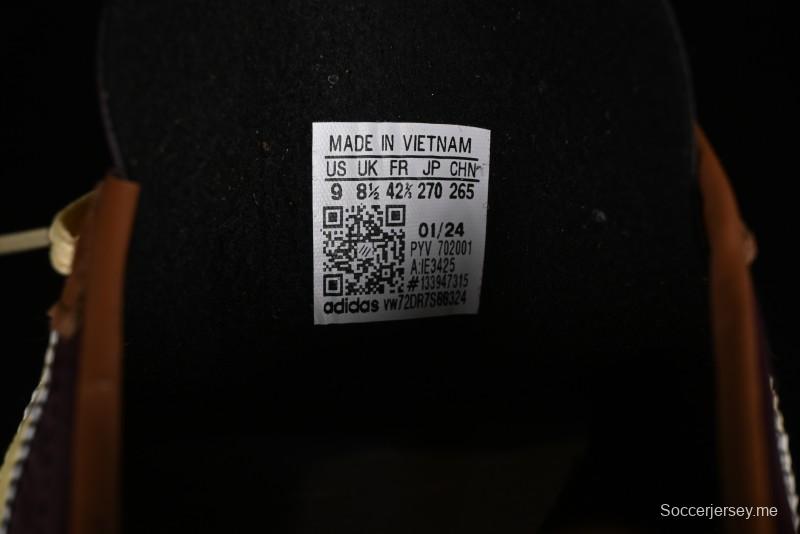 MADE IN VIETNAM
US UK FR JP CHN
9 8½ 42⅔ 270 265
01/24
PYV 702001
A:IE3425
#133947315
adidas VW72DR7S86324
Soccerjersey.me